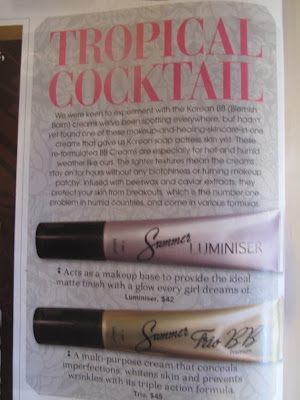 TROPICAL
COCKTAIL
We were keen to experiment with the Korean BB (Blemish
Balm) creams we've been spotting everywhere, but hadn't
yet found one of these makeup-and-healing-skincare-in-one
creams that gave us Korean soap actress skin yet. These
re-formulated BB Creams are especially for hot and humid
weather like ours. The lighter textures mean the creams
stay on for hours without any blotchiness or turning makeup
patchy. Infused with beeswax and caviar extracts, they
protect your skin from breakouts, which is the number one
problem in humid countries, and come in various formulas.
Summer LUMINISER
Acts as a makeup base to provide the ideal
matte finish with a glow every girl dreams of.
Luminiser, $42
Summer Trio BB
Premium
A multi-purpose cream that conceals
imperfections, whitens skin and prevents
wrinkles with its triple action formula.
Trio, $45